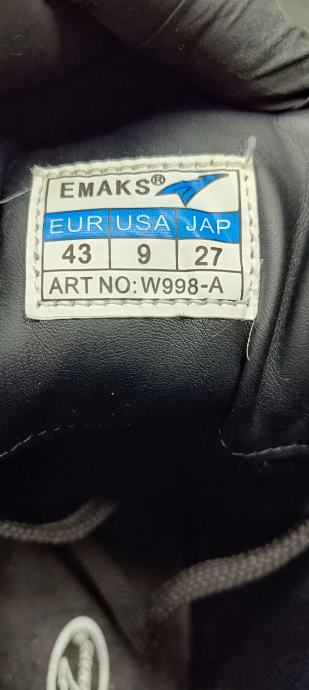 EMAKS®
EUR USA JAP
43 9 27
ART NO: W998-A